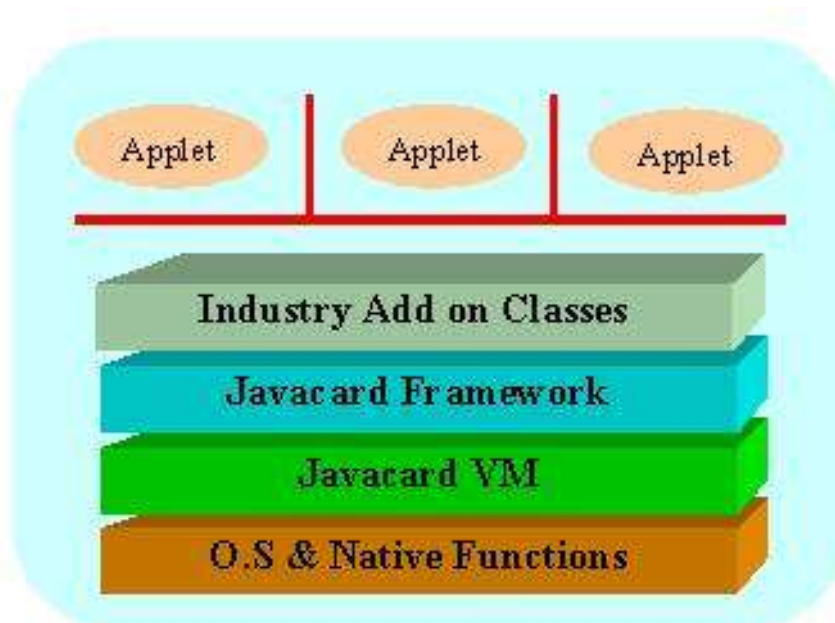 Applet
Applet
Applet
Industry Add on Classes
Javacard Framework
Javacard VM
O.S & Native Functions